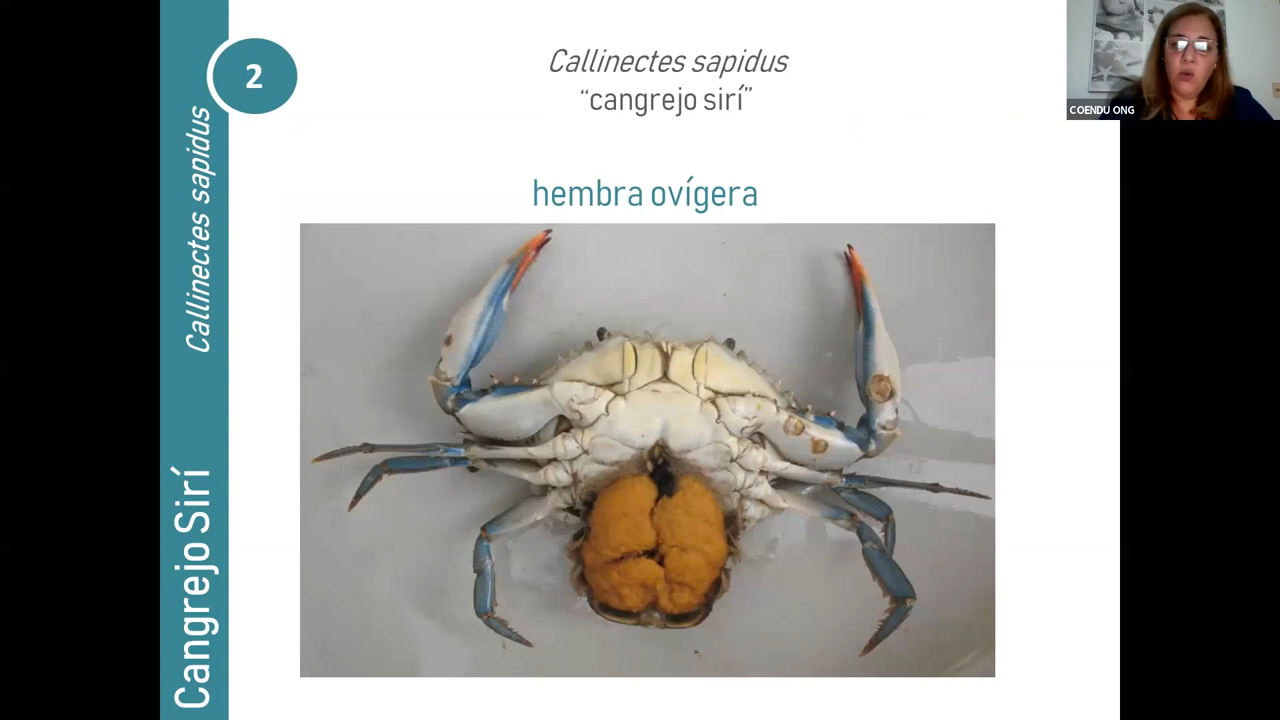 2
Callinectes sapidus
“cangrejo sirí”
hembra ovígera
Callinectes sapidus
Cangrejo Sirí
COENDU ONG